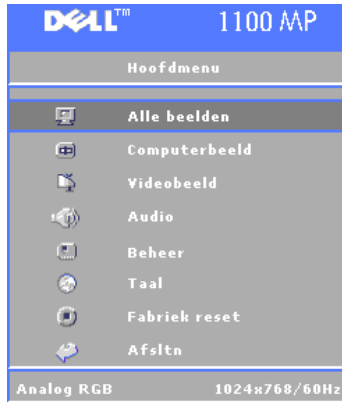 DELL™ 1100 MP
Hoofdmenu
Alle beelden
Computerbeeld
Videobeeld
Audio
Beheer
Taal
Fabriek reset
Afsltn
Analog RGB 1024x768/60Hz